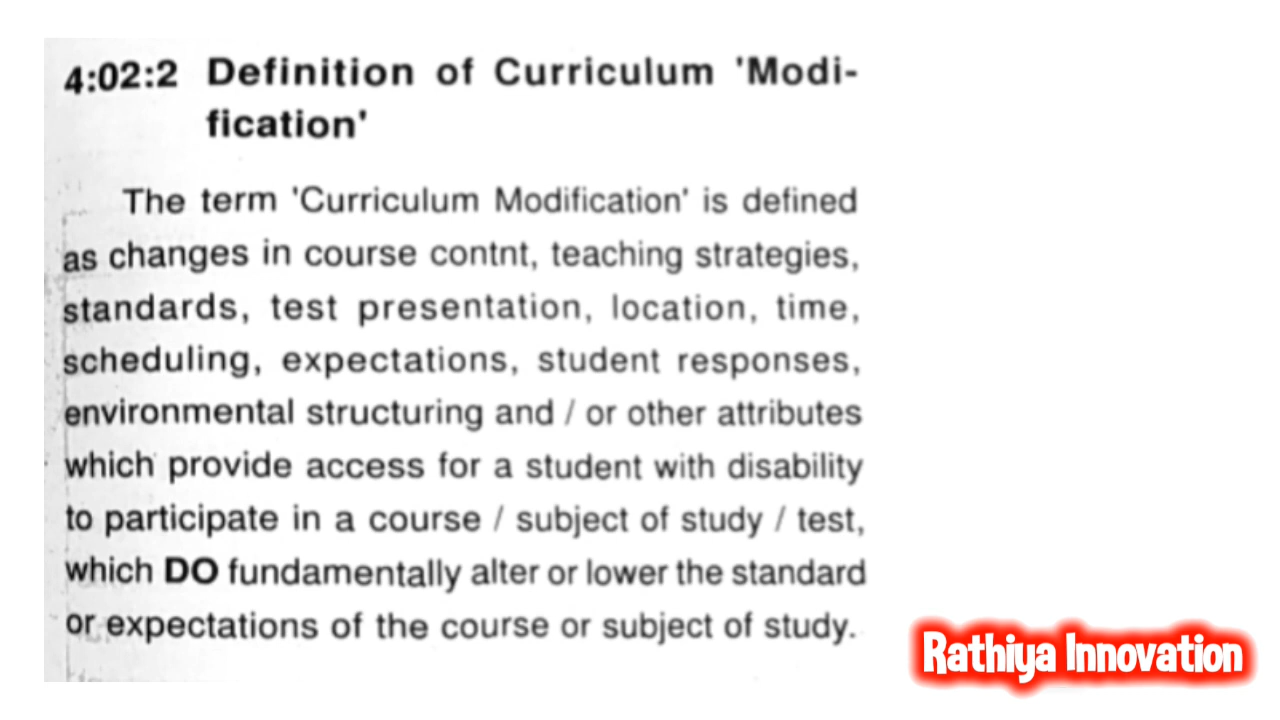 4:02:2 Definition of Curriculum 'Modi-
fication'
The term 'Curriculum Modification' is defined
as changes in course contnt, teaching strategies,
standards, test presentation, location, time,
scheduling, expectations, student responses,
environmental structuring and / or other attributes
which provide access for a student with disability
to participate in a course / subject of study / test,
which DO fundamentally alter or lower the standard
or expectations of the course or subject of study.
Rathiya Innovation